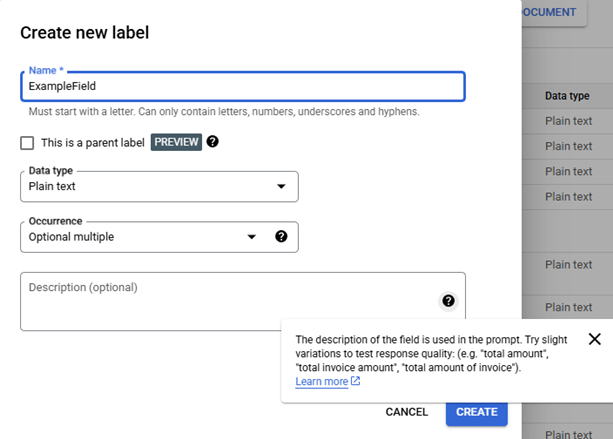 OCUMENT
Create new label
Name *
ExampleField
Must start with a letter. Can only contain letters, numbers, underscores and hyphens.
This is a parent label PREVIEW ?
Data type
Plain text
Occurrence
Optional multiple ?
Description (optional)
?
The description of the field is used in the prompt. Try slight
variations to test response quality: (e.g. "total amount",
"total invoice amount", "total amount of invoice").
Learn more
CANCEL CREATE
Data type
Plain text
Plain text
Plain text
Plain text
Plain text
Plain text
Plain text